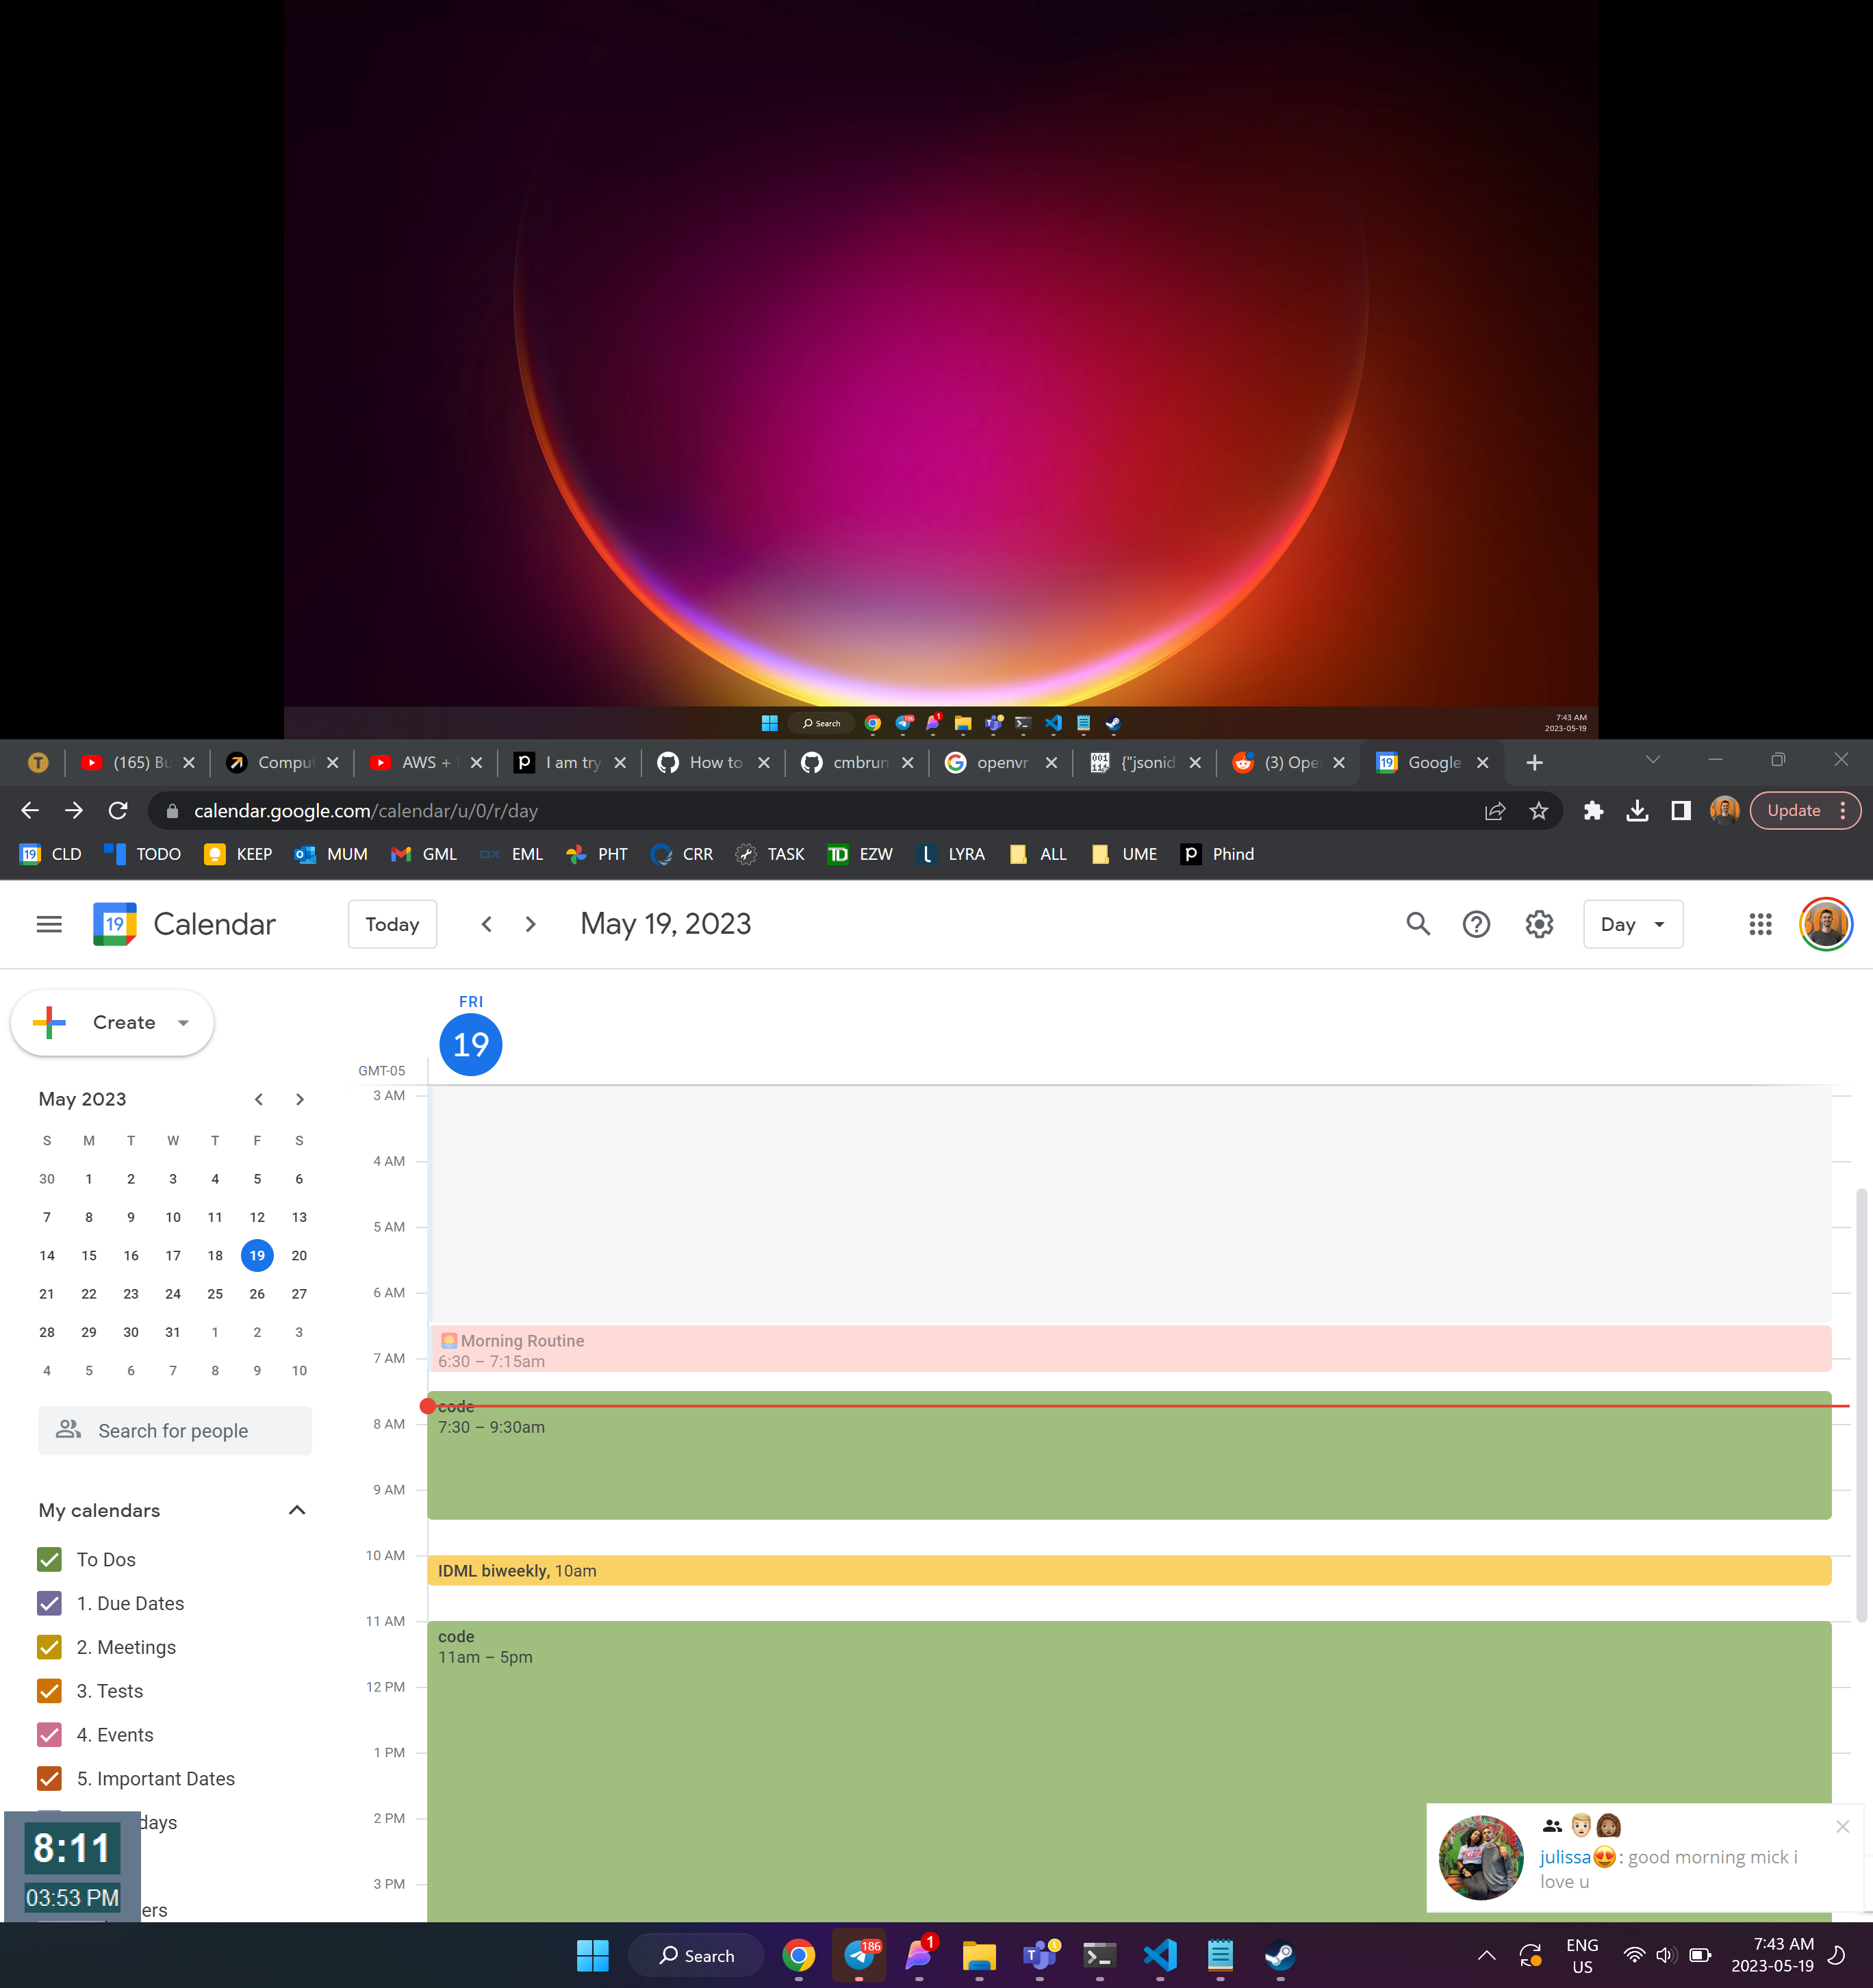 Search
186
1
7:43 AM
2023-05-19
T
(165) Bu
Comput
AWS +
I am try
How to
cmbrun
openvr
{"jsonid
(3) Ope
Google
calendar.google.com/calendar/u/0/r/day
Update
19 CLD
TODO
KEEP
MUM
GML
DX EML
PHT
CRR
TASK
TD EZW
LYRA
ALL
UME
p Phind
19
Calendar
Today
May 19, 2023
Day
Create
FRI
19
GMT-05
May 2023
S M T W T F S
30 1 2 3 4 5 6
7 8 9 10 11 12 13
14 15 16 17 18 19 20
21 22 23 24 25 26 27
28 29 30 31 1 2 3
4 5 6 7 8 9 10
Search for people
My calendars
To Dos
1. Due Dates
2. Meetings
3. Tests
4. Events
5. Important Dates
days
ers
3 AM
4 AM
5 AM
6 AM
7 AM
8 AM
9 AM
10 AM
11 AM
12 PM
1 PM
2 PM
3 PM
Morning Routine
6:30 – 7:15am
code
7:30 – 9:30am
IDML biweekly, 10am
code
11am – 5pm
8:11
03:53 PM
julissa😍: good morning mick i
love u
Search
186
1
ENG
US
7:43 AM
2023-05-19